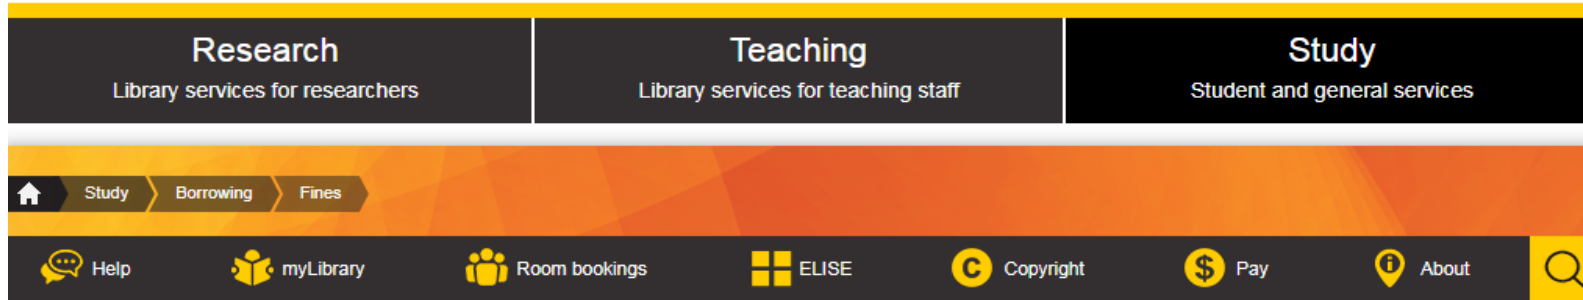 Research
Library services for researchers
Teaching
Library services for teaching staff
Study
Student and general services
Study Borrowing Fines
Help myLibrary Room bookings ELISE C Copyright $ Pay i About